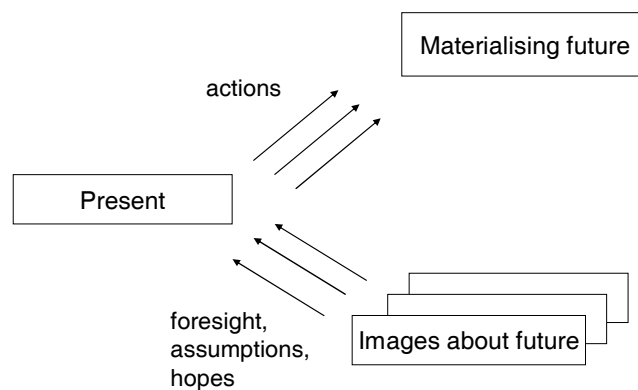 Materialising future
actions
Present
foresight,
assumptions,
hopes
Images about future